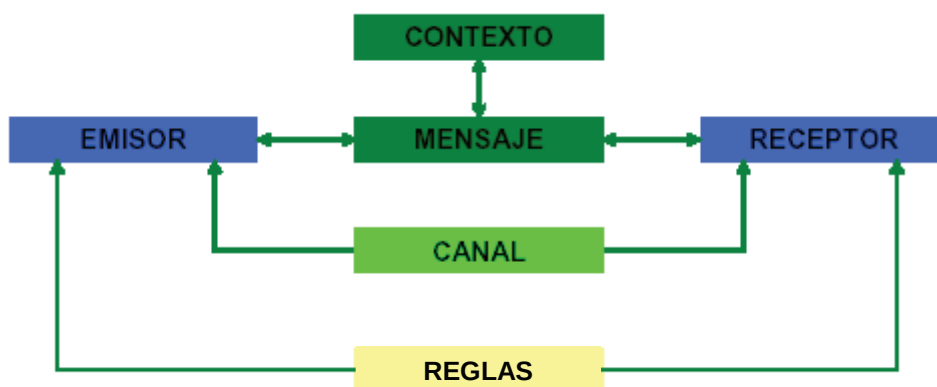 CONTEXTO
EMISOR
MENSAJE
RECEPTOR
CANAL
REGLAS